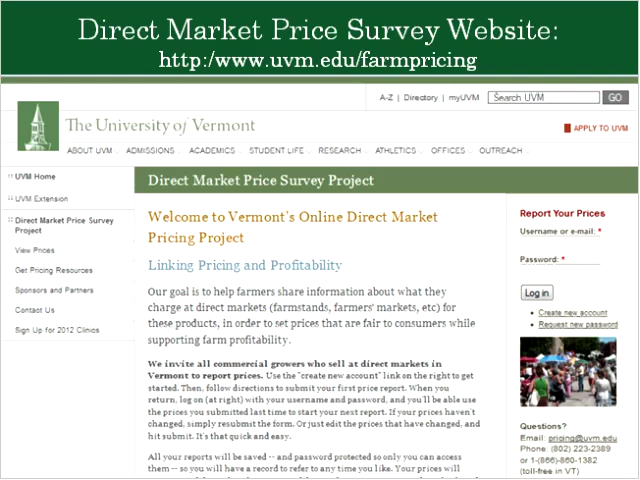 Direct Market Price Survey Website:
http:/www.uvm.edu/farmpricing
A-Z | Directory | myUVM
Search UVM
GO
The University of Vermont
APPLY TO UVM
ABOUT UVM ADMISSIONS ACADEMICS STUDENT LIFE RESEARCH ATHLETICS OFFICES OUTREACH
UVM Home
UVM Extension
Direct Market Price Survey
Project
View Prices
Get Pricing Resources
Sponsors and Partners
Contact Us
Sign Up for 2012 Clinics
Direct Market Price Survey Project
Welcome to Vermont's Online Direct Market
Pricing Project
Linking Pricing and Profitability
Our goal is to help farmers share information about what they
charge at direct markets (farmstands, farmers' markets, etc) for
these products, in order to set prices that are fair to consumers while
supporting farm profitability.
We invite all commercial growers who sell at direct markets in
Vermont to report prices. Use the "create new account" link on the right to get
started. Then, follow directions to submit your first price report. When you
return, log on (at right) with your username and password, and you'll be able use
the prices you submitted last time to start your next report. If your prices haven't
changed, simply resubmit the form. Or just edit the prices that have changed, and
hit submit. It's that quick and easy.
All your reports will be saved -- and password protected so only you can access
them -- so you will have a record to refer to any time you like. Your prices will
Report Your Prices
Username or e-mail: *
Password: *
Log in
Create new account
Request new password
Questions?
Email: pricing@uvm.edu
Phone: (802) 223-2389
or 1-(866)-860-1382
(toll-free in VT)